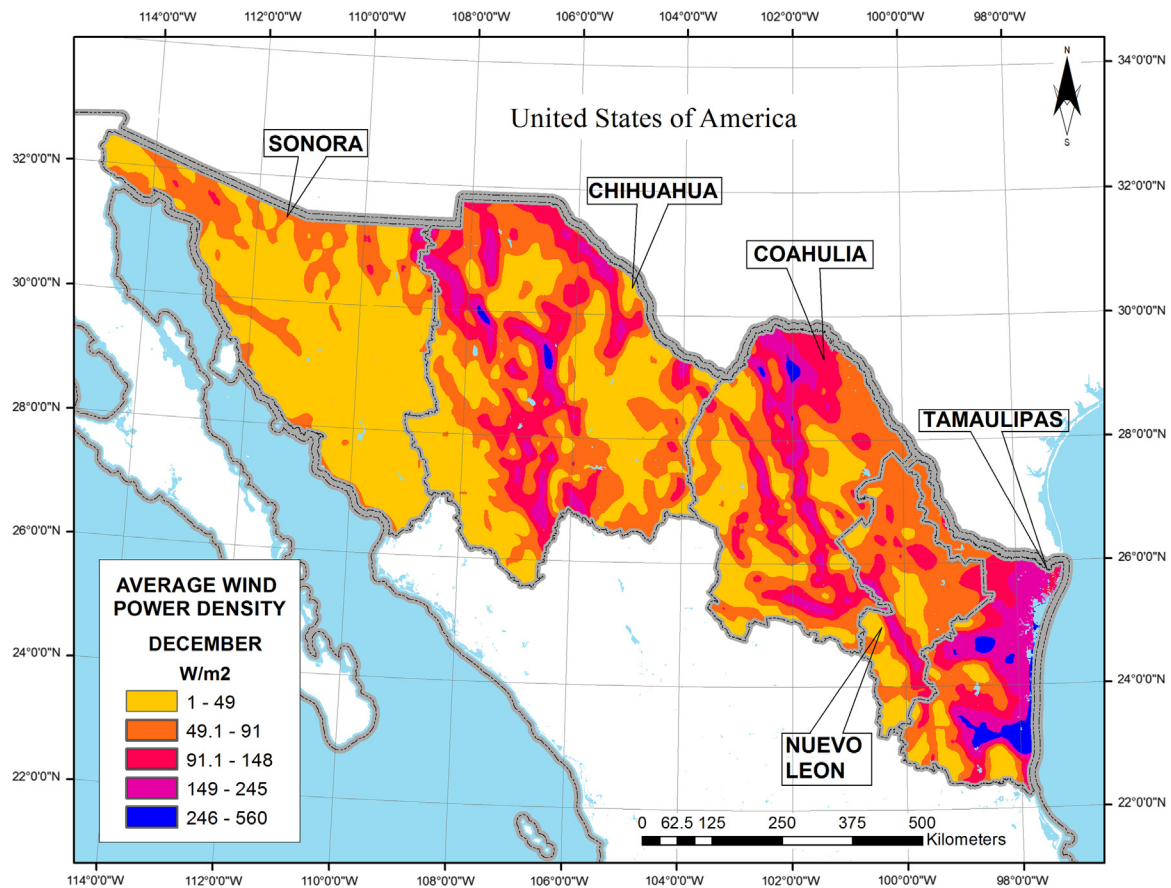 114°0'0"W 112°0'0"W 110°0'0"W 108°0'0"W 106°0'0"W 104°0'0"W 102°0'0"W 100°0'0"W 98°0'0"W
N
S
34°0'0"N
United States of America
SONORA
32°0'0"N
32°0'0"N
CHIHUAHUA
COAHULIA
30°0'0"N
30°0'0"N
TAMAULIPAS
28°0'0"N
28°0'0"N
26°0'0"N
26°0'0"N
AVERAGE WIND
POWER DENSITY
DECEMBER
W/m2
1 - 49
49.1 - 91
91.1 - 148
149 - 245
246 - 560
24°0'0"N
24°0'0"N
NUEVO
LEON
22°0'0"N
22°0'0"N
0 62.5 125 250 375 500
Kilometers
114°0'0"W 112°0'0"W 110°0'0"W 108°0'0"W 106°0'0"W 104°0'0"W 102°0'0"W 100°0'0"W 98°0'0"W